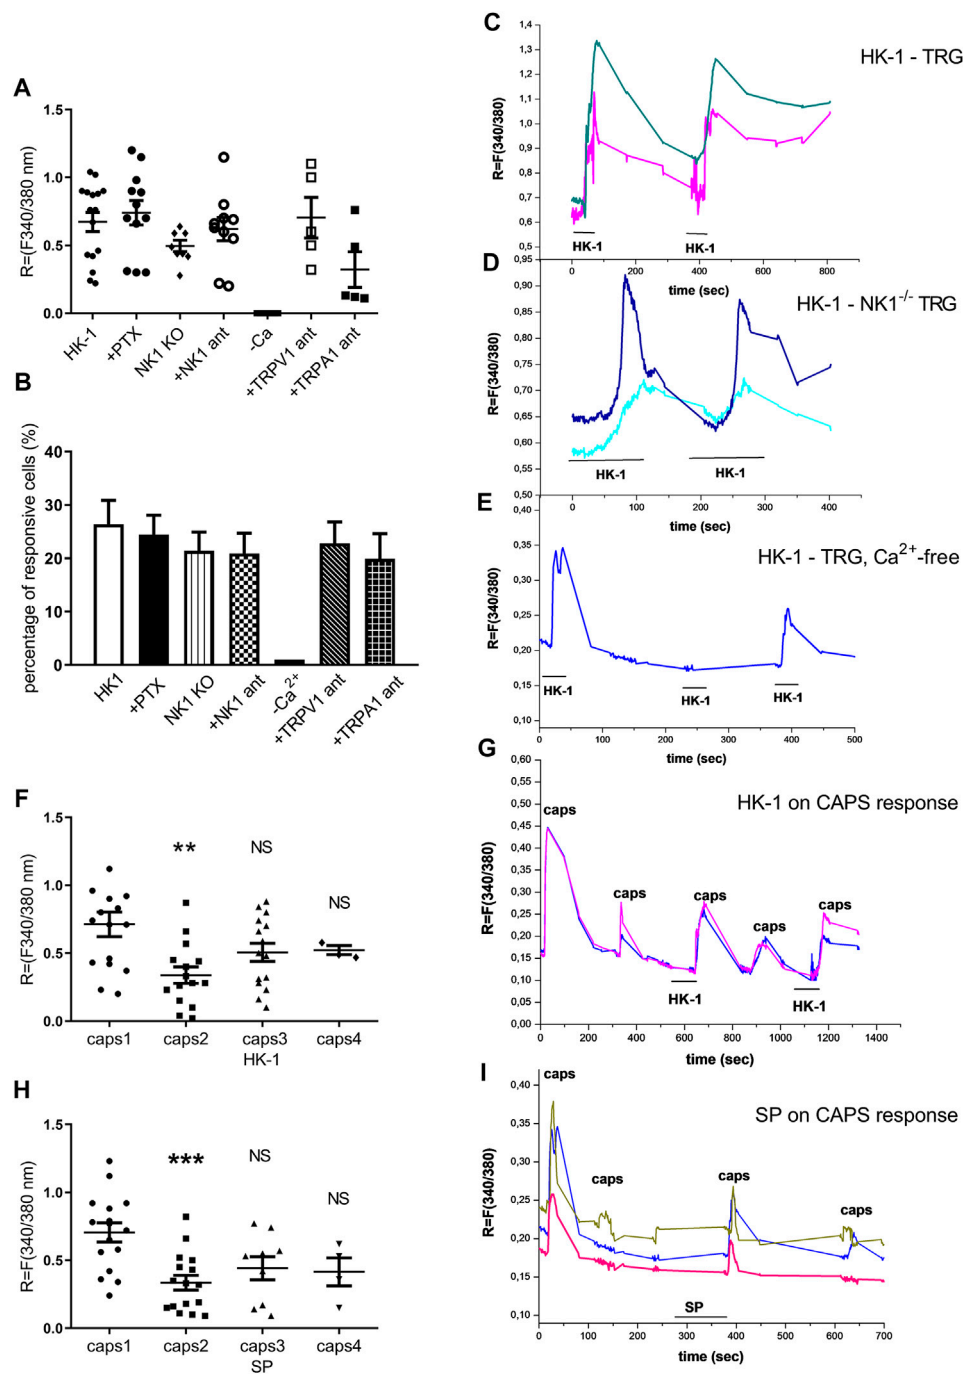 A
R=(F340/380 nm)
1.5
1.0
0.5
0.0
HK-1
+PTX
NK1 KO
+NK1 ant
-Ca
+TRPV1 ant
+TRPA1 ant
B
percentage of responsive cells (%)
40
30
20
10
0
HK1
+PTX
NK1 KO
+NK1 ant
-Ca2+
+TRPV1 ant
+TRPA1 ant
C
HK-1 - TRG
R=F(340/380)
1,4
1,3
1,2
1,1
1,0
0,9
0,8
0,7
0,6
0,5
HK-1
HK-1
0 200 400 600 800
time (sec)
D
HK-1 - NK1-/- TRG
R=F(340/380)
0,95
0,90
0,85
0,80
0,75
0,70
0,65
0,60
0,55
0,50
HK-1
HK-1
0 100 200 300 400
time (sec)
E
HK-1 - TRG, Ca2+-free
R=F(340/380)
0,40
0,35
0,30
0,25
0,20
0,15
0,10
HK-1
HK-1
HK-1
0 100 200 300 400 500
time (sec)
F
R=(F340/380 nm)
1.5
1.0
0.5
0.0
**
NS
NS
caps1 caps2 caps3 caps4
HK-1
G
HK-1 on CAPS response
R=F(340/380)
0,60
0,55
0,50
0,45
0,40
0,35
0,30
0,25
0,20
0,15
0,10
0,05
0,00
caps
caps
caps
caps
caps
HK-1
HK-1
0 200 400 600 800 1000 1200 1400
time (sec)
H
R=F(340/380 nm)
1.5
1.0
0.5
0.0
***
NS
NS
caps1 caps2 caps3 caps4
SP
I
SP on CAPS response
R=F(340/380)
0,40
0,35
0,30
0,25
0,20
0,15
0,10
caps
caps
caps
caps
SP
0 100 200 300 400 500 600 700
time (sec)